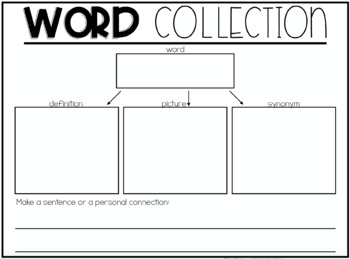 WORD COLLECTION
word
definition picture synonym
Make a sentence or a personal connection: